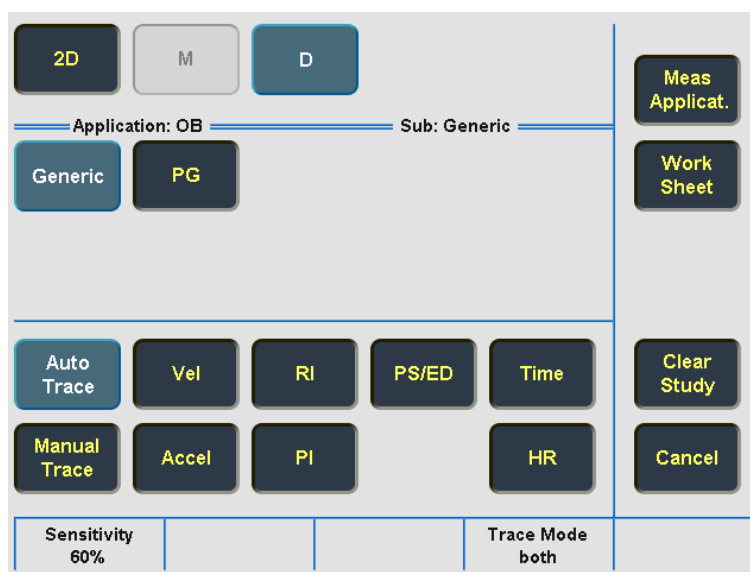 2D
M
D
Meas
Applicat.
Application: OB
Sub: Generic
Generic
PG
Work
Sheet
Auto
Trace
Vel
RI
PS/ED
Time
Clear
Study
Manual
Trace
Accel
PI
HR
Cancel
Sensitivity
60%
Trace Mode
both